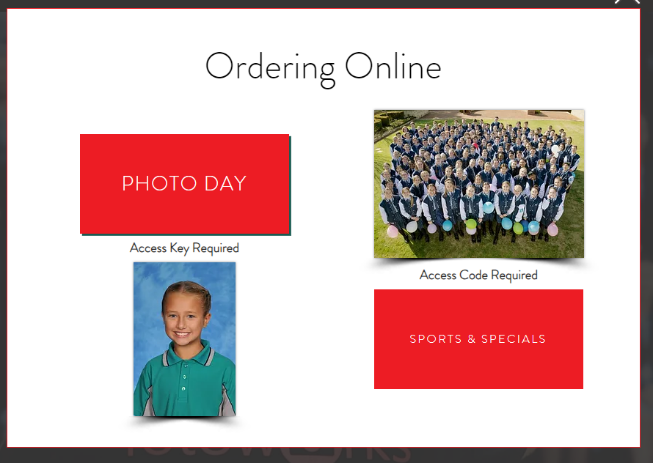 Ordering Online
PHOTO DAY
Access Key Required
Access Code Required
SPORTS & SPECIALS